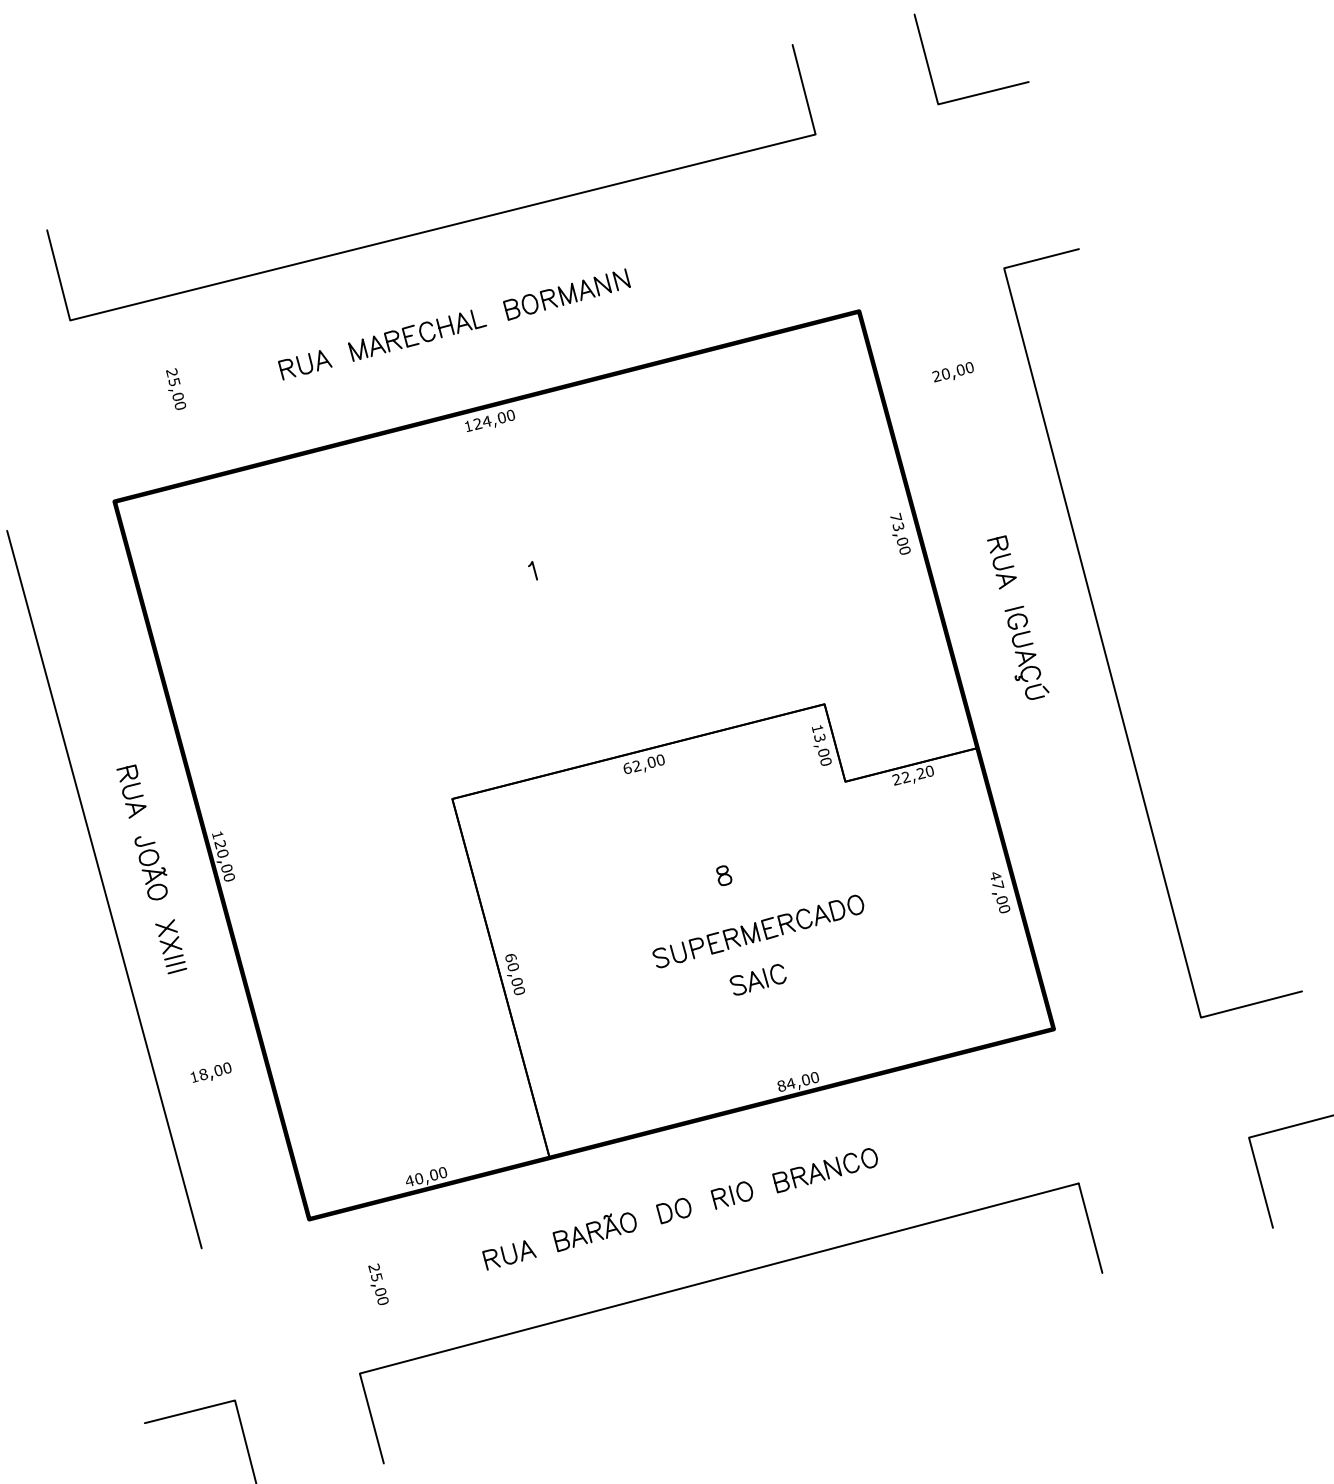 RUA MARECHAL BORMANN
25,00
20,00
124,00
73,00
1
RUA IGUAÇÚ
62,00
13,00
22,20
RUA JOÃO XXIII
120,00
8
47,00
SUPERMERCADO
SAIC
60,00
18,00
84,00
40,00
RUA BARÃO DO RIO BRANCO
25,00